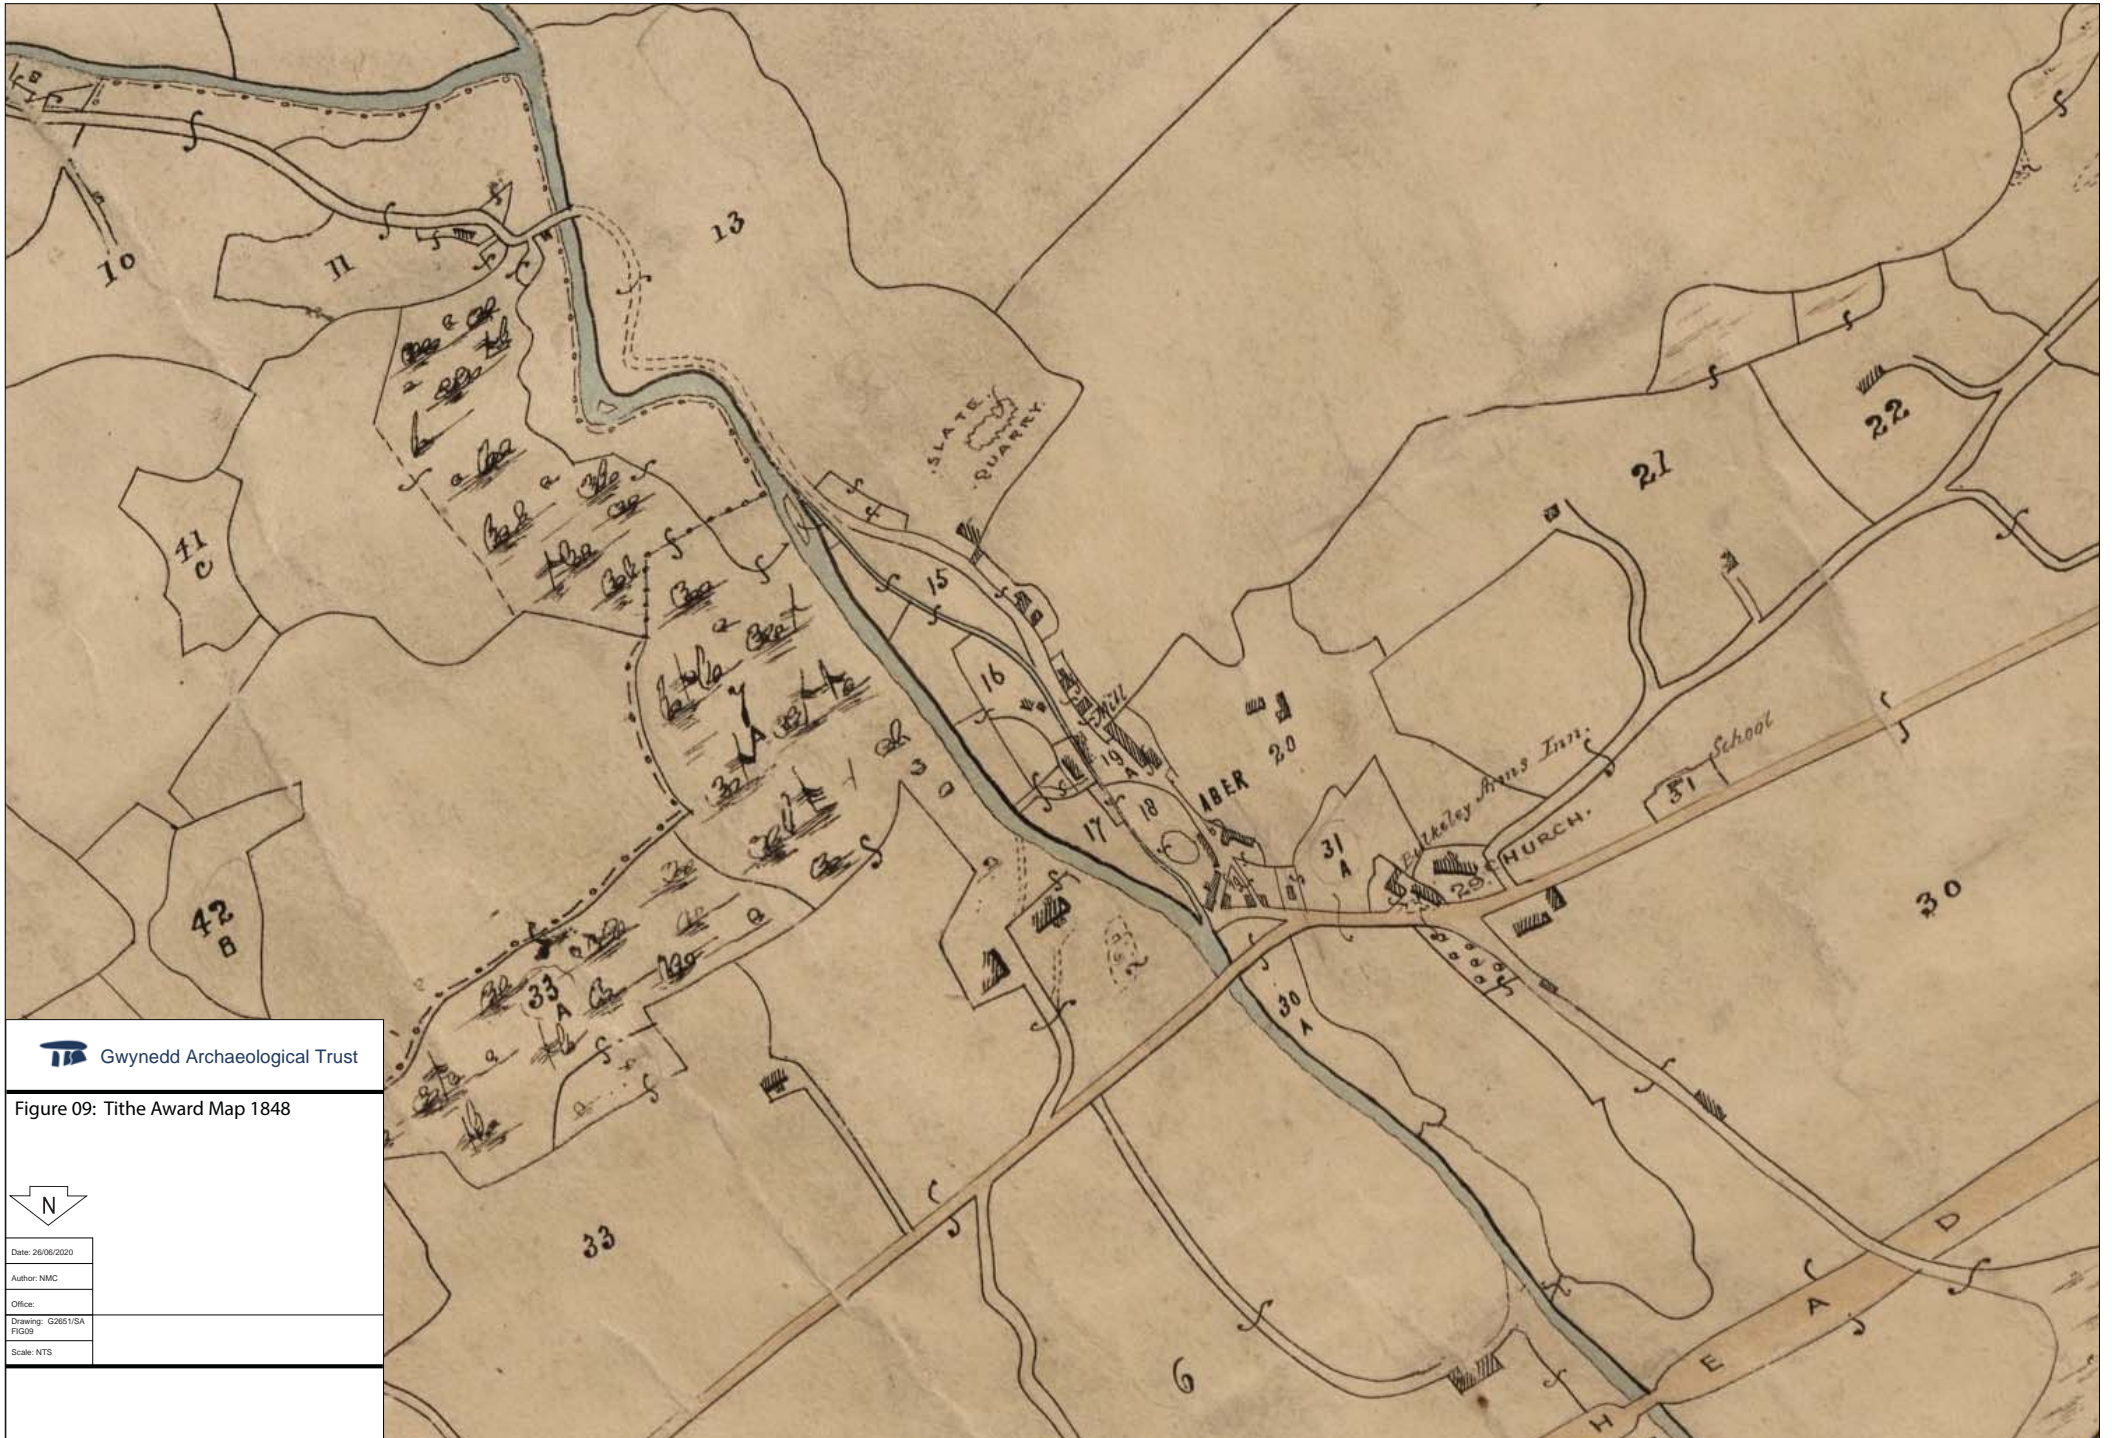 10
11
13
.SLATE.
QUARRY.
22
21
41
C
15
16
7
A
Mill
19
A
20
ABER
18
17
School
31
Bulkeley Arms Inn.
31
A
29. CHURCH.
30
42
B
33
A
30
A
33
6
H E A D
Gwynedd Archaeological Trust
Figure 09: Tithe Award Map 1848
N
Date: 26/06/2020
Author: NMC
Office:
Drawing: G2651/SA
FIG09
Scale: NTS